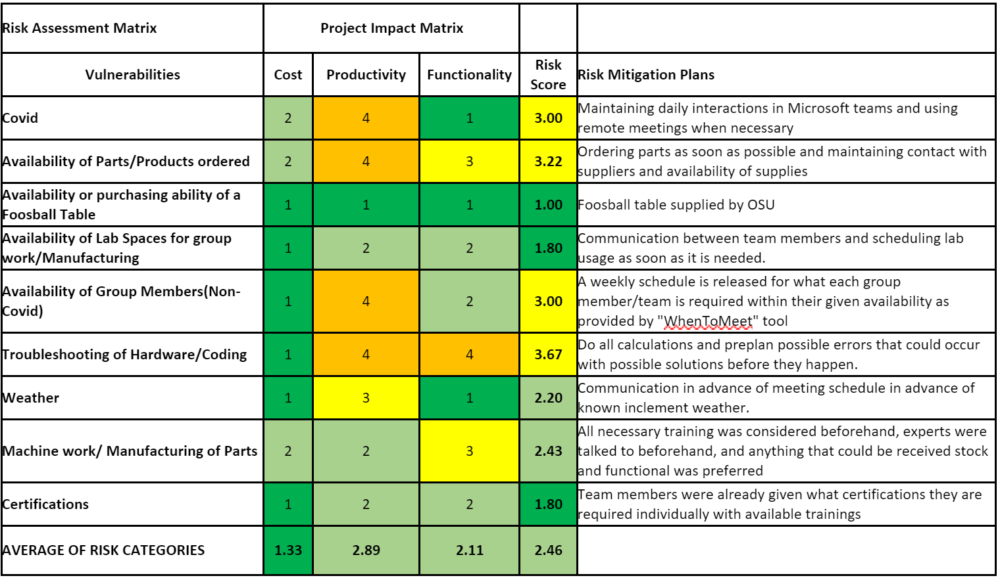 Risk Assessment Matrix
Project Impact Matrix
Vulnerabilities
Cost
Productivity
Functionality
Risk
Score
Risk Mitigation Plans
Covid
2
4
1
3.00
Maintaining daily interactions in Microsoft teams and using
remote meetings when necessary
Availability of Parts/Products ordered
2
4
3
3.22
Ordering parts as soon as possible and maintaining contact with
suppliers and availability of supplies
Availability or purchasing ability of a
Foosball Table
1
1
1
1.00
Foosball table supplied by OSU
Availability of Lab Spaces for group
work/Manufacturing
1
2
2
1.80
Communication between team members and scheduling lab
usage as soon as it is needed.
Availability of Group Members(Non-
Covid)
1
4
2
3.00
A weekly schedule is released for what each group
member/team is required within their given availability as
provided by "WhenToMeet" tool
Troubleshooting of Hardware/Coding
1
4
4
3.67
Do all calculations and preplan possible errors that could occur
with possible solutions before they happen.
Weather
1
3
1
2.20
Communication in advance of meeting schedule in advance of
known inclement weather.
Machine work/ Manufacturing of Parts
2
2
3
2.43
All necessary training was considered beforehand, experts were
talked to beforehand, and anything that could be received stock
and functional was preferred
Certifications
1
2
2
1.80
Team members were already given what certifications they are
required individually with available trainings
AVERAGE OF RISK CATEGORIES
1.33
2.89
2.11
2.46